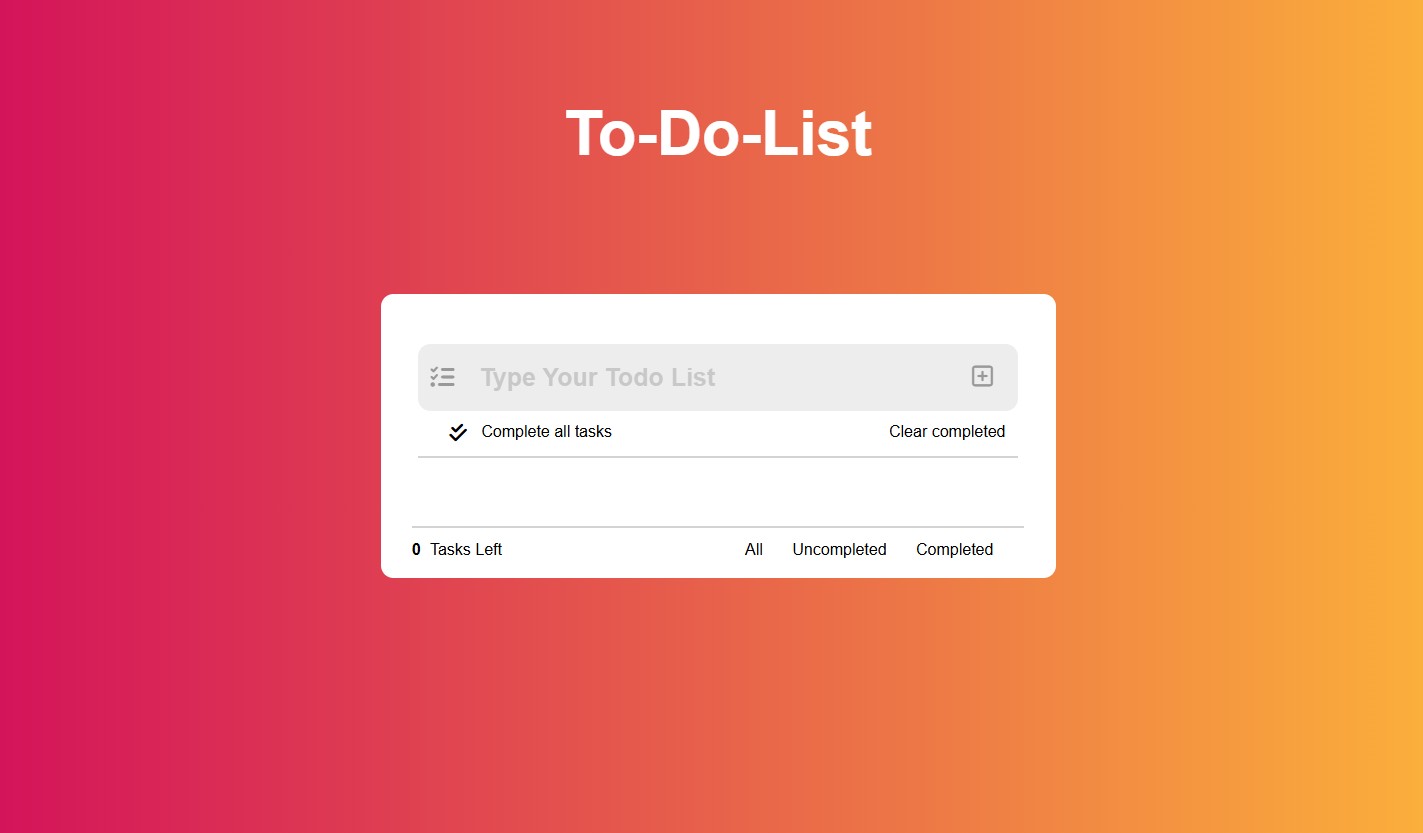 To-Do-List
Type Your Todo List
Complete all tasks Clear completed
0 Tasks Left All Uncompleted Completed